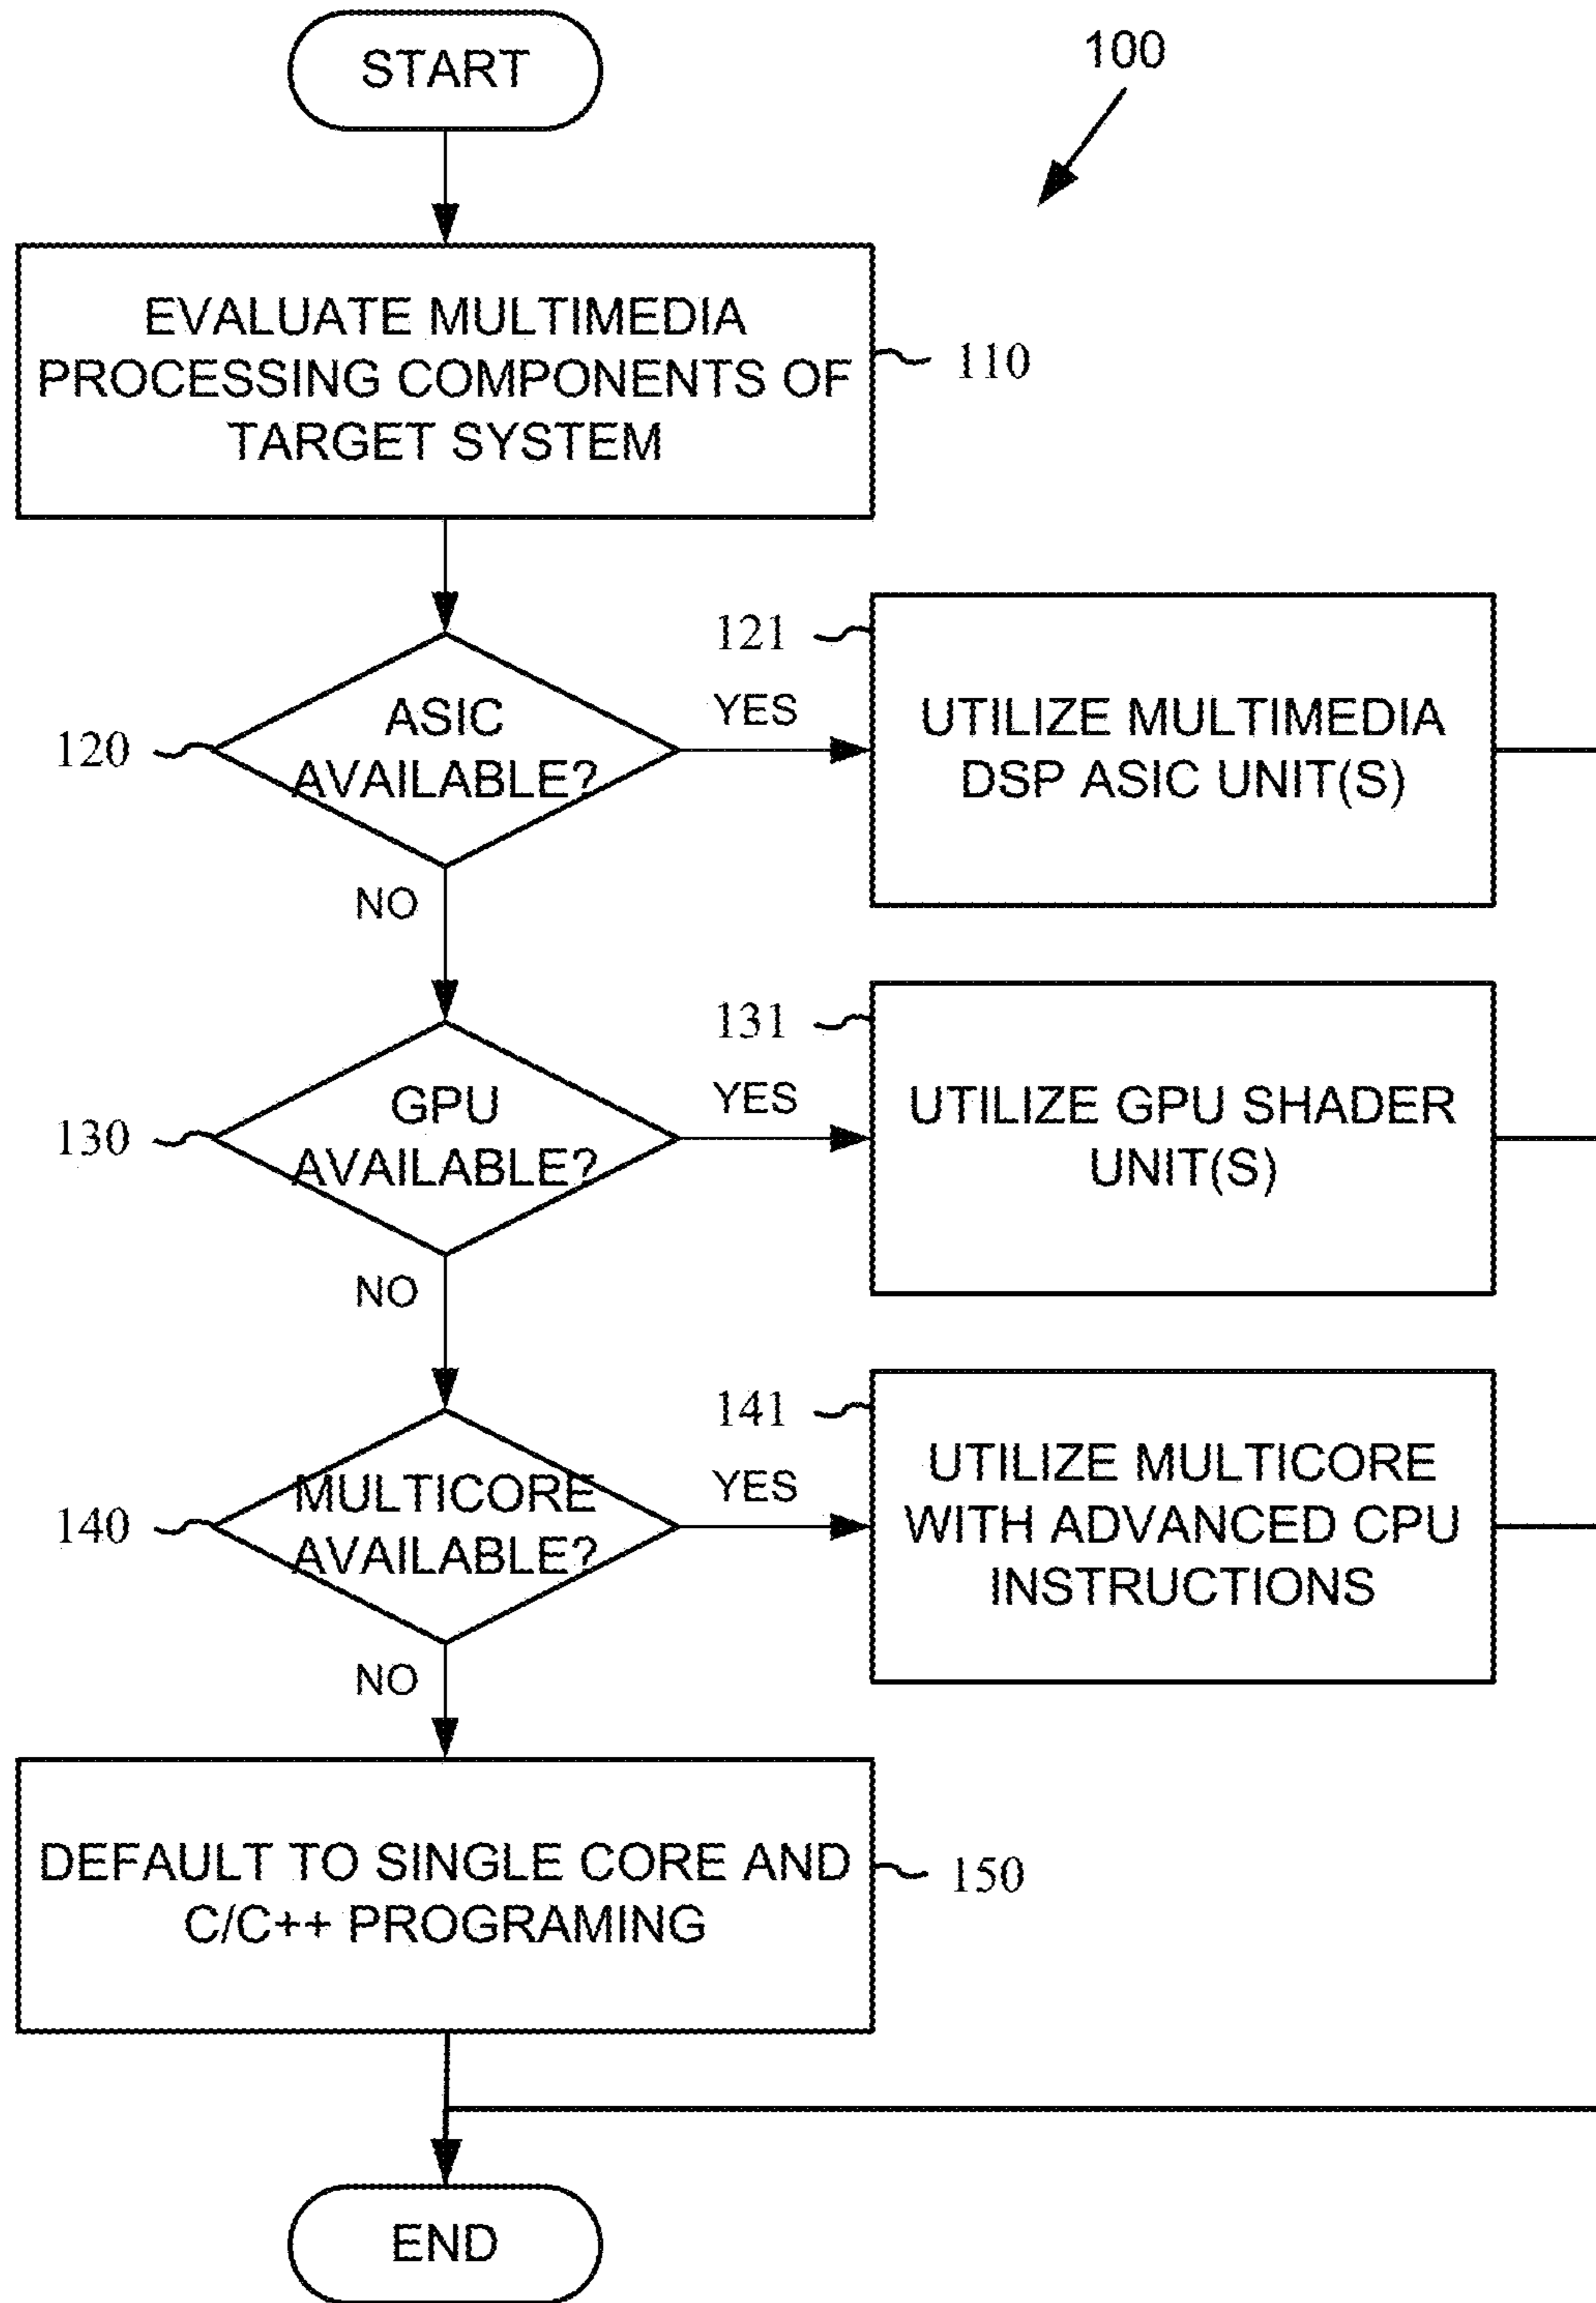 START
100
EVALUATE MULTIMEDIA
PROCESSING COMPONENTS OF
TARGET SYSTEM
110
120
ASIC
AVAILABLE?
YES
121
UTILIZE MULTIMEDIA
DSP ASIC UNIT(S)
NO
130
GPU
AVAILABLE?
YES
131
UTILIZE GPU SHADER
UNIT(S)
NO
140
MULTICORE
AVAILABLE?
YES
141
UTILIZE MULTICORE
WITH ADVANCED CPU
INSTRUCTIONS
NO
DEFAULT TO SINGLE CORE AND
C/C++ PROGRAMING
150
END